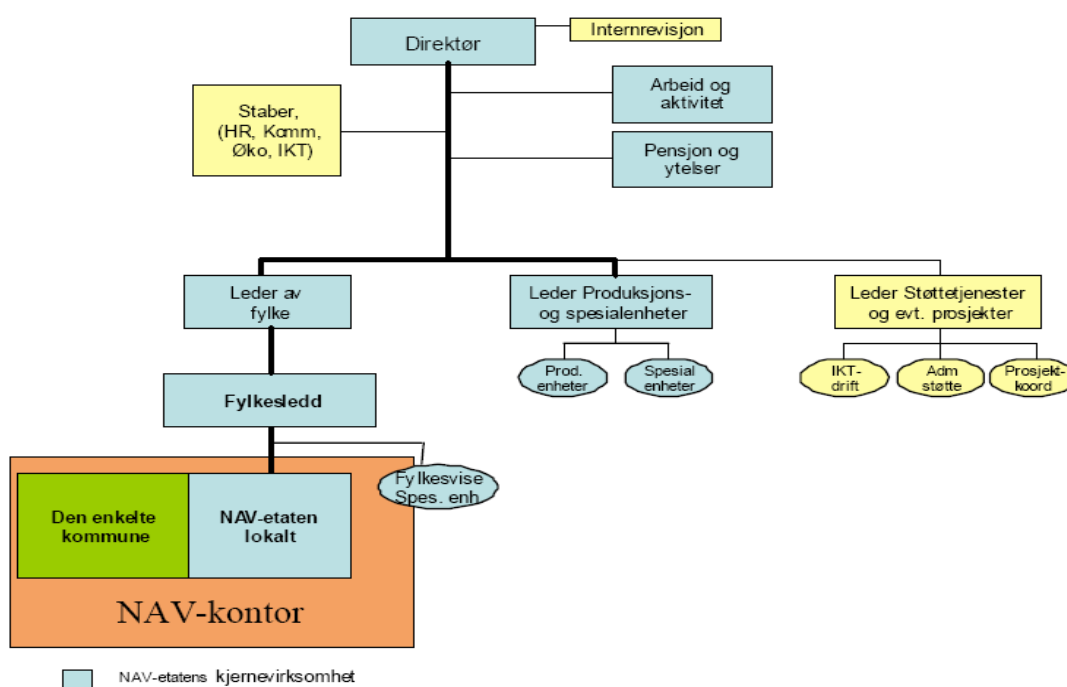 Direktør
Internrevisjon
Staber,
(HR, Komm,
Øko, IKT)
Arbeid og
aktivitet
Pensjon og
ytelser
Leder av
fylke
Leder Produksjons-
og spesialenheter
Leder Støttetjenester
og evt. prosjekter
Prod.
enheter
Spesial
enheter
IKT-
drift
Adm
støtte
Prosjekt-
koord
Fylkesledd
Fylkesvise
Spes. enh
Den enkelte
kommune
NAV-etaten
lokalt
NAV-kontor
NAV-etatens kjernevirksomhet